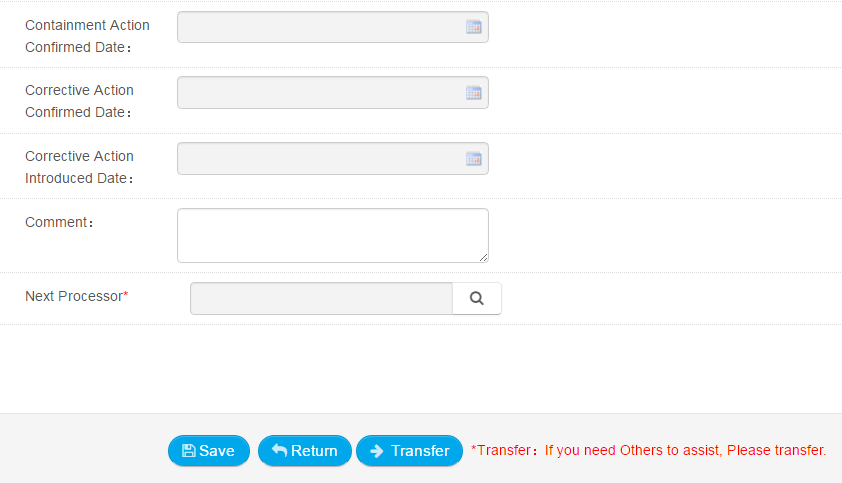 Containment Action
Confirmed Date：
Corrective Action
Confirmed Date：
Corrective Action
Introduced Date：
Comment：
Next Processor*
Save Return Transfer *Transfer：If you need Others to assist, Please transfer.